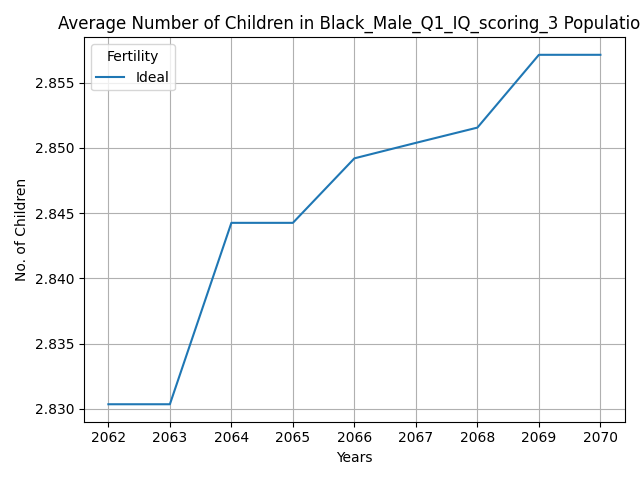 Average Number of Children in Black_Male_Q1_IQ_scoring_3 Populatio
Fertility
Ideal
No. of Children
2.855
2.850
2.845
2.840
2.835
2.830
2062 2063 2064 2065 2066 2067 2068 2069 2070
Years